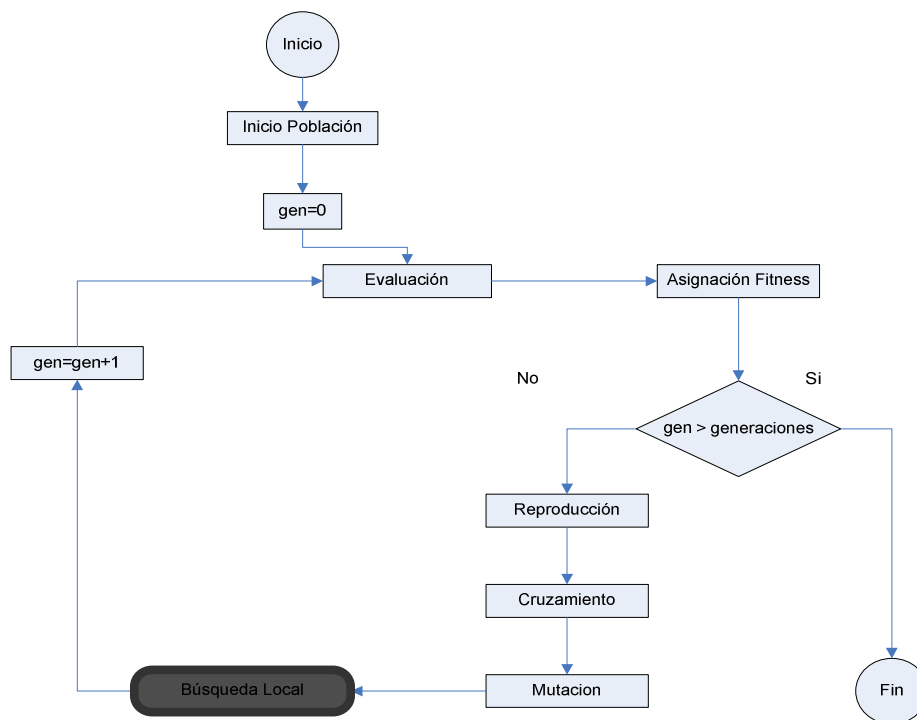 Inicio
Inicio Población
gen=0
Evaluación
Asignación Fitness
gen=gen+1
No
Si
gen > generaciones
Reproducción
Cruzamiento
Búsqueda Local
Mutacion
Fin